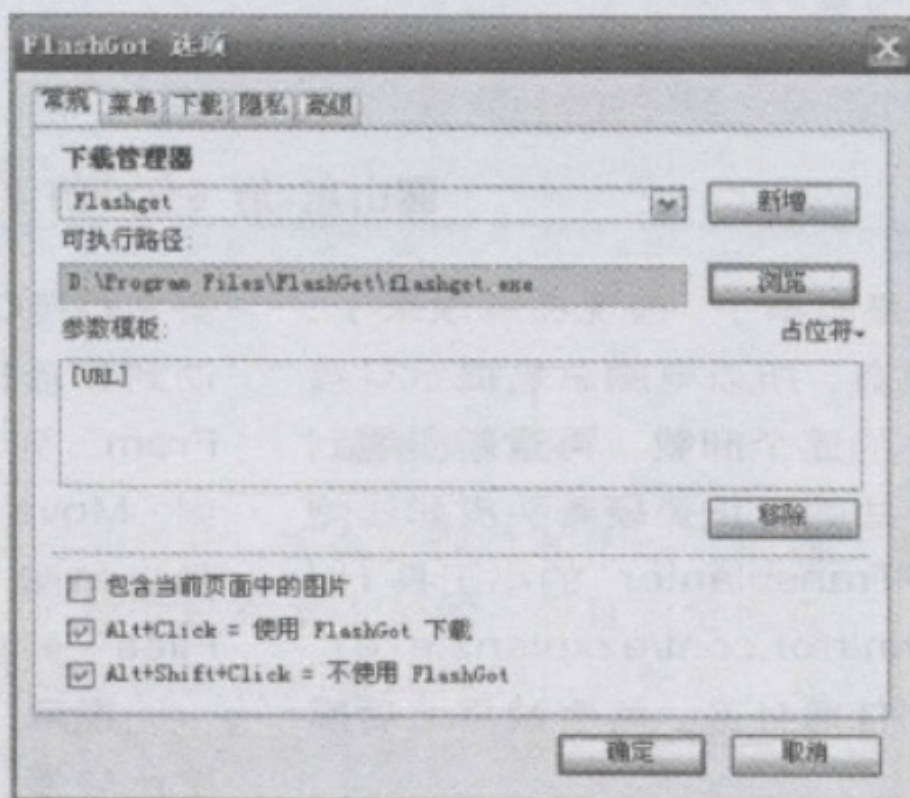 FlashGot 选项
常规 菜单 下载 隐私 高级
下载管理器
Flashget 新增
可执行路径:
D:\Program Files\FlashGet\flashget.exe 浏览
参数模板: 占位符
[URL]
移除
包含当前页面中的图片
Alt+Click = 使用 FlashGot 下载
Alt+Shift+Click = 不使用 FlashGot
确定 取消